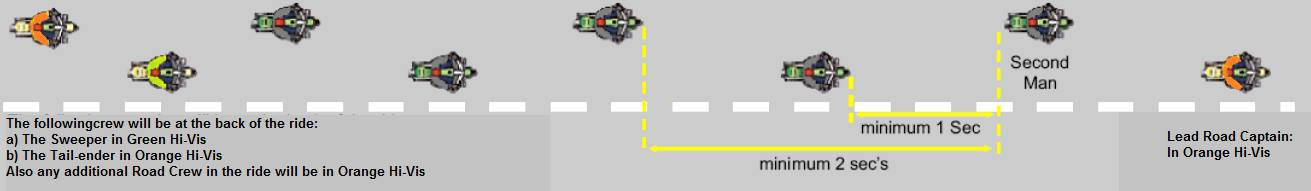 Second
Man
minimum 1 Sec
minimum 2 sec's
The followingcrew will be at the back of the ride:
a) The Sweeper in Green Hi-Vis
b) The Tail-ender in Orange Hi-Vis
Also any additional Road Crew in the ride will be in Orange Hi-Vis
Lead Road Captain:
In Orange Hi-Vis